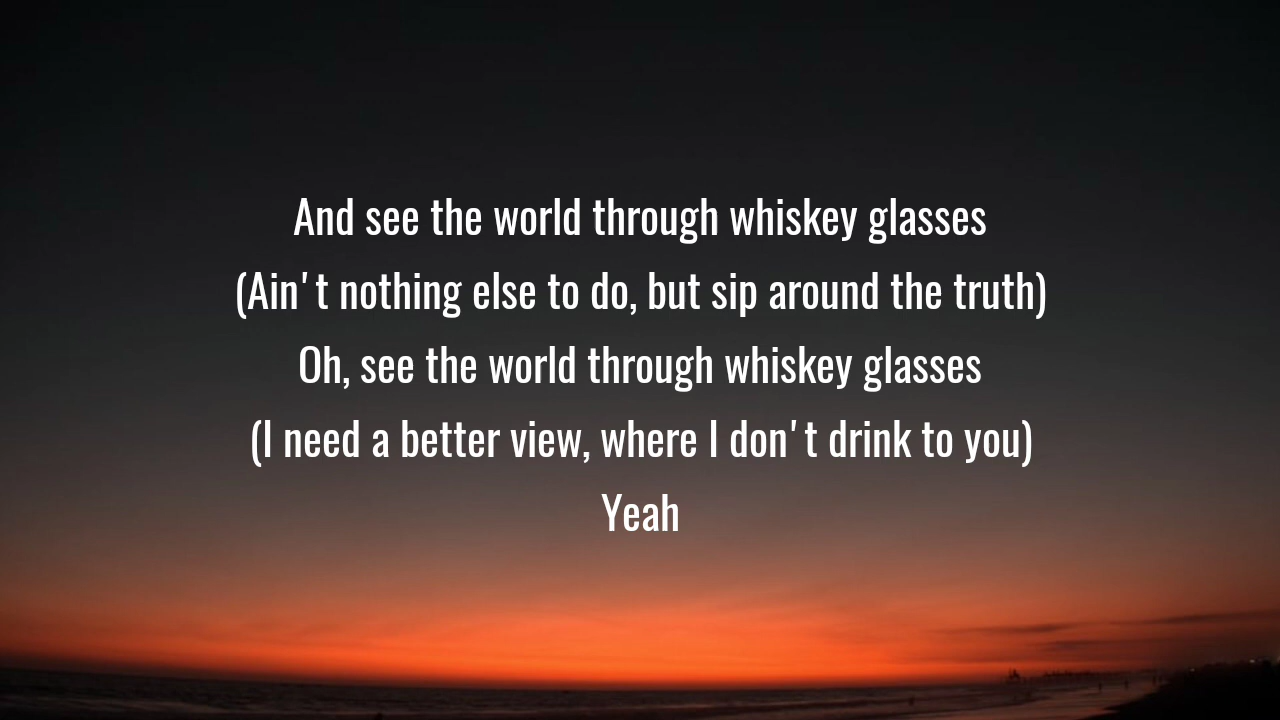 And see the world through whiskey glasses
(Ain't nothing else to do, but sip around the truth)
Oh, see the world through whiskey glasses
(I need a better view, where I don't drink to you)
Yeah